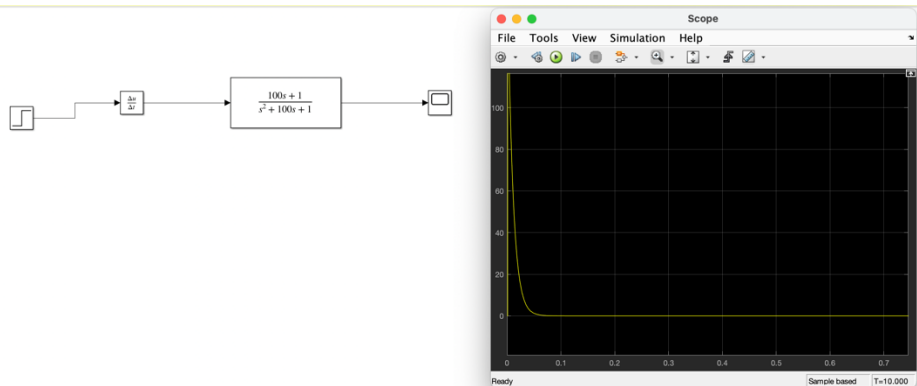 Scope
File Tools View Simulation Help
Δu
Δt
100s + 1
s² + 100s + 1
100
80
60
40
20
0
0 0.1 0.2 0.3 0.4 0.5 0.6 0.7
Ready Sample based T=10.000